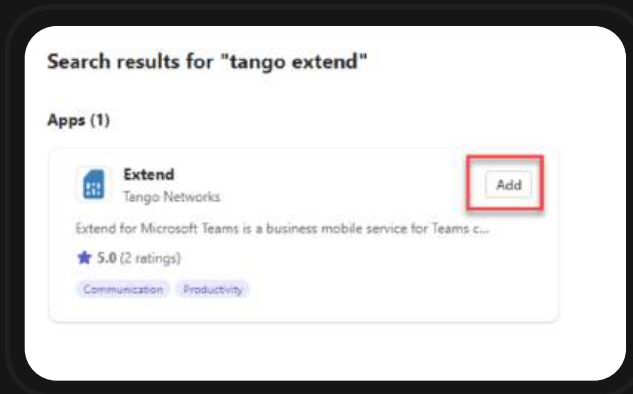 Search results for "tango extend"
Apps (1)
Extend
Add
Tango Networks
Extend for Microsoft Teams is a business mobile service for Teams c...
5.0 (2 ratings)
Communication Productivity